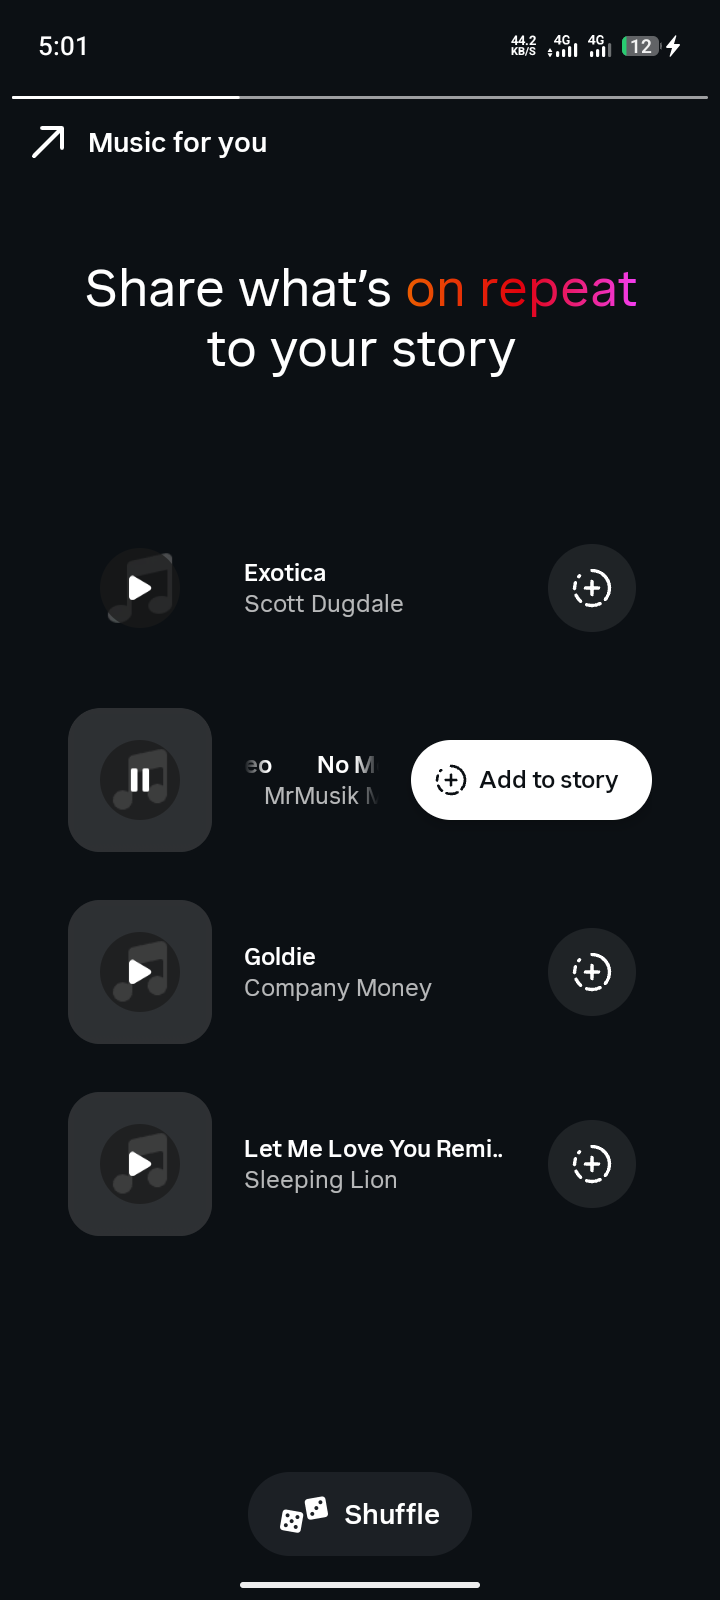 5:01
44.2
KB/S
4G
4G
12
Music for you
Share what's on repeat
to your story
Exotica
Scott Dugdale
eo No M
MrMusik
Add to story
Goldie
Company Money
Let Me Love You Remi..
Sleeping Lion
Shuffle